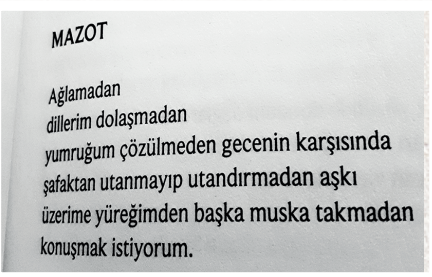 MAZOT
Ağlamadan
dillerim dolaşmadan
yumruğum çözülmeden gecenin karşısında
şafaktan utanmayıp utandırmadan aşkı
üzerime yüreğimden başka muska takmadan
konuşmak istiyorum.